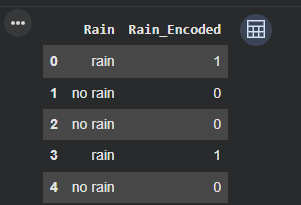 Rain Rain_Encoded
0 rain 1
1 no rain 0
2 no rain 0
3 rain 1
4 no rain 0